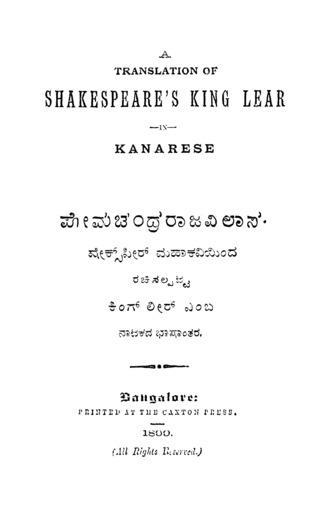 A
TRANSLATION OF
SHAKESPEARE'S KING LEAR
—IN—
KANARESE
ಹೇಮಚಂದ್ರರಾಜವಿಲಾಸ.
ಷೇಕ್ಸ್‌ಪೀರ್ ಮಹಾಕವಿಯಿಂದ
ರಚಿಸಲ್ಪಟ್ಟ
ಕಿಂಗ್ ಲೀರ್ ಎಂಬ
ನಾಟಕದ ಭಾಷಾಂತರ.
Bangalore:
PRINTED AT THE CAXTON PRESS.
(All Rights Reserved.)